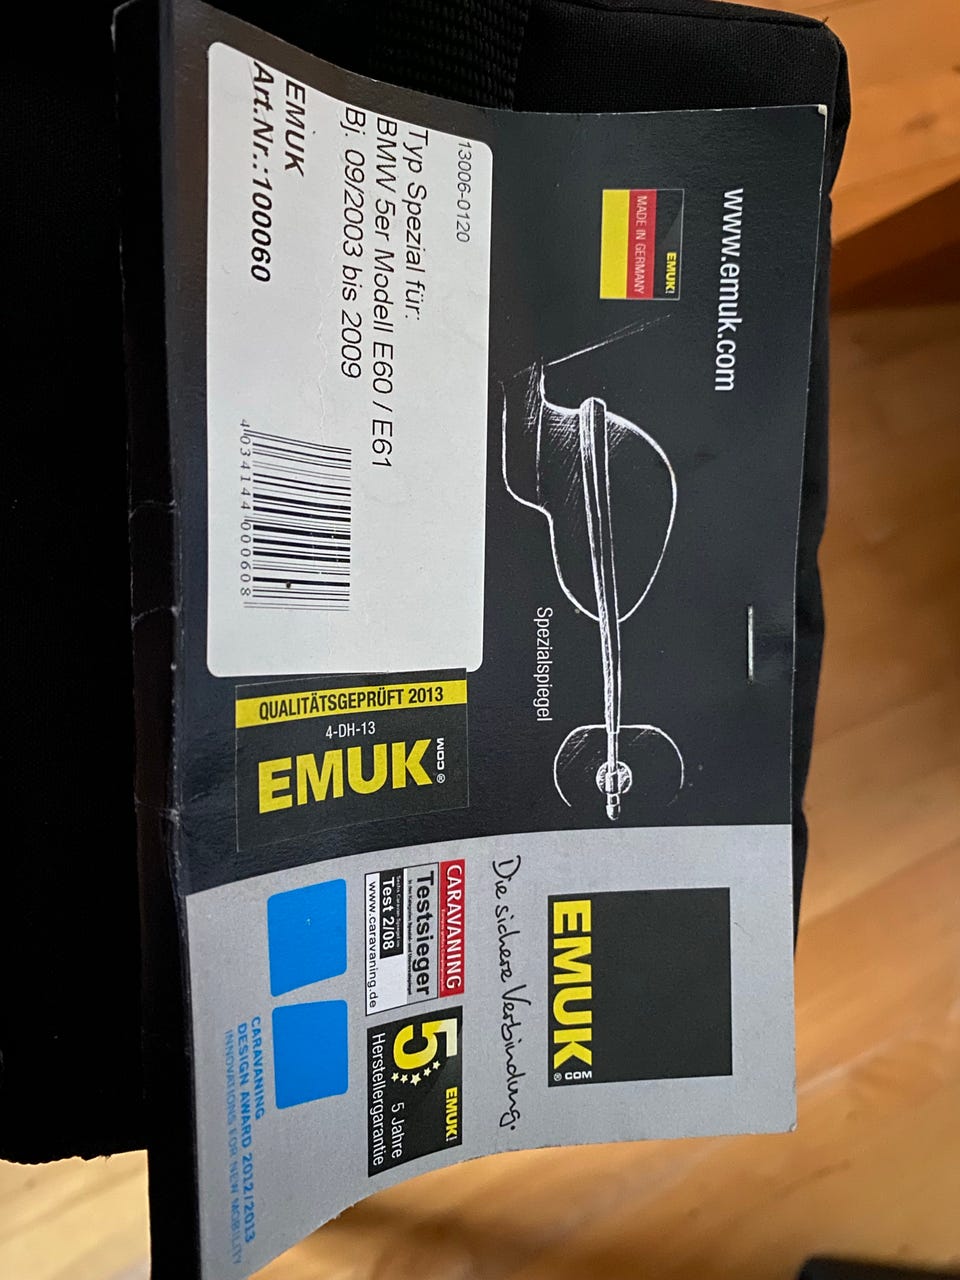 www.emuk.com
EMUK!
MADE IN GERMANY
Spezialspiegel
13006-0120
Typ Spezial für:
BMW 5er Modell E60 / E61
Bj. 09/2003 bis 2009
EMUK
Art.Nr.:100060
4034144000608
QUALITÄTSGEPRÜFT 2013
4-DH-13
EMUK.COM®
EMUK
®COM
Die sichere Verbindung.
CARAVANING
Testsieger
Test 2/08
www.caravaning.de
EMUK!
5
5 Jahre
Herstellergarantie
CARAVANING
DESIGN AWARD 2012/2013
INNOVATIONS FOR NEW MOBILITY